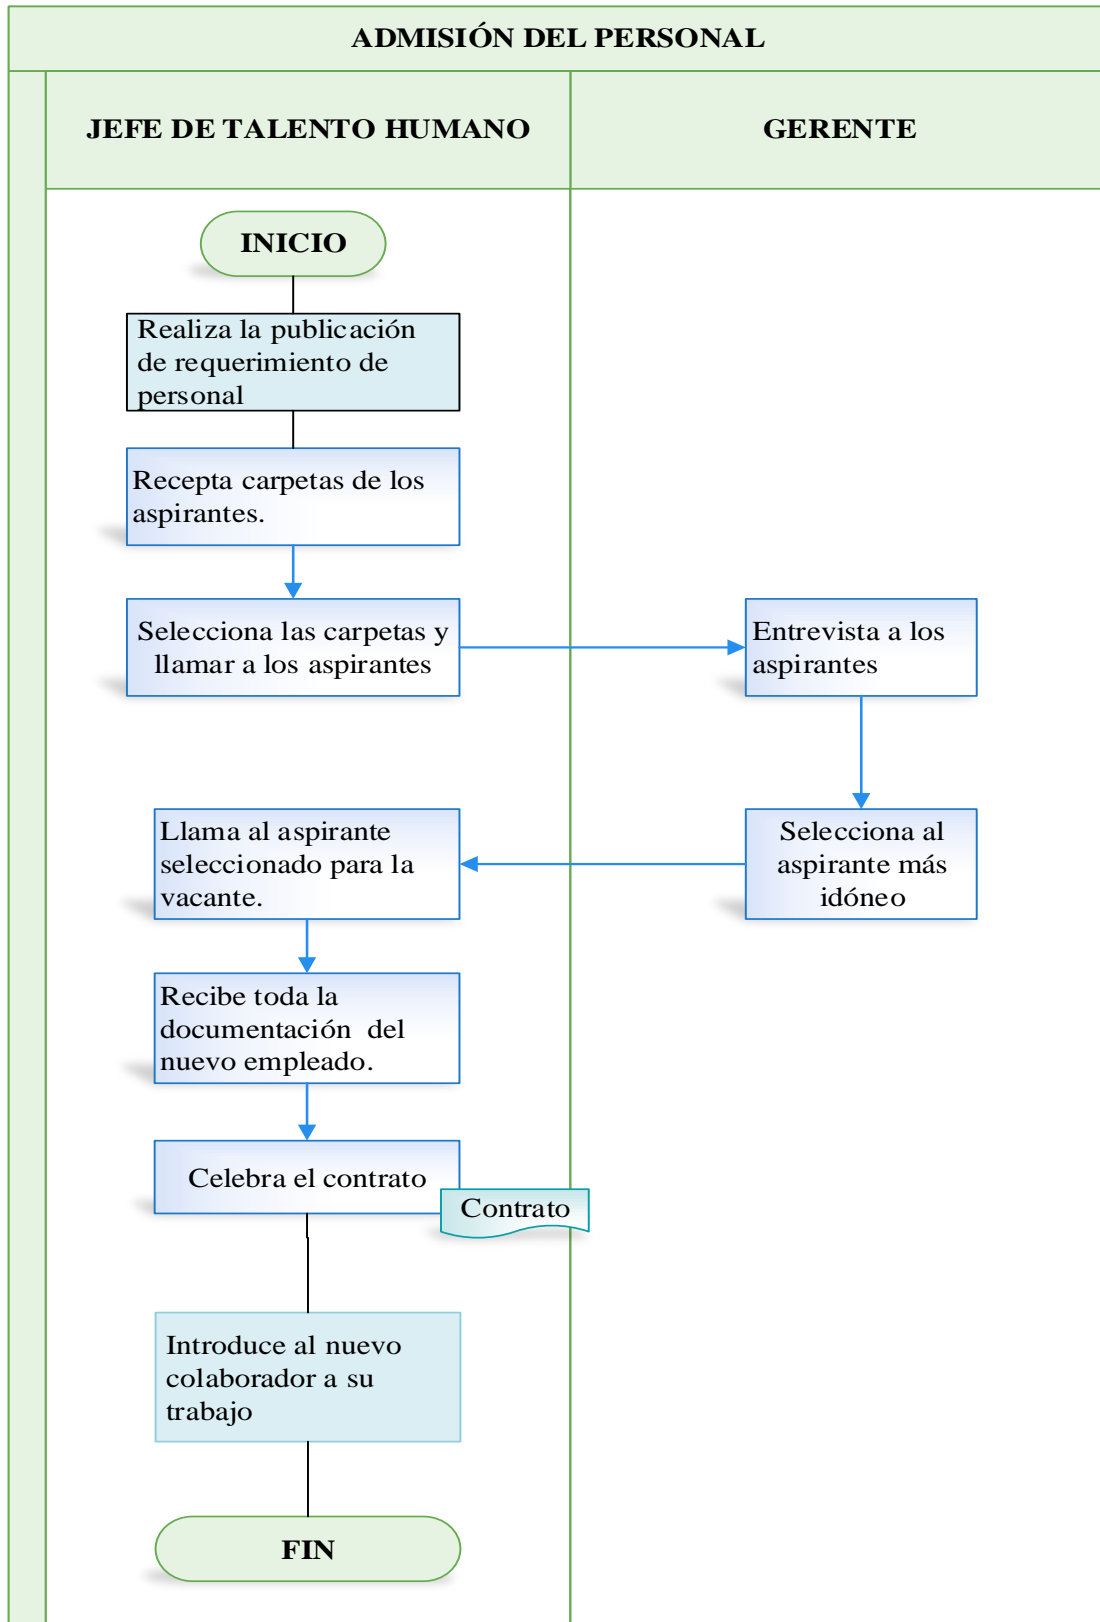 ADMISIÓN DEL PERSONAL
JEFE DE TALENTO HUMANO
GERENTE
INICIO
Realiza la publicación
de requerimiento de
personal
Recepta carpetas de los
aspirantes.
Selecciona las carpetas y
llamar a los aspirantes
Entrevista a los
aspirantes
Selecciona al
aspirante más
idóneo
Llama al aspirante
seleccionado para la
vacante.
Recibe toda la
documentación  del
nuevo empleado.
Celebra el contrato
Contrato
Introduce al nuevo
colaborador a su
trabajo
FIN